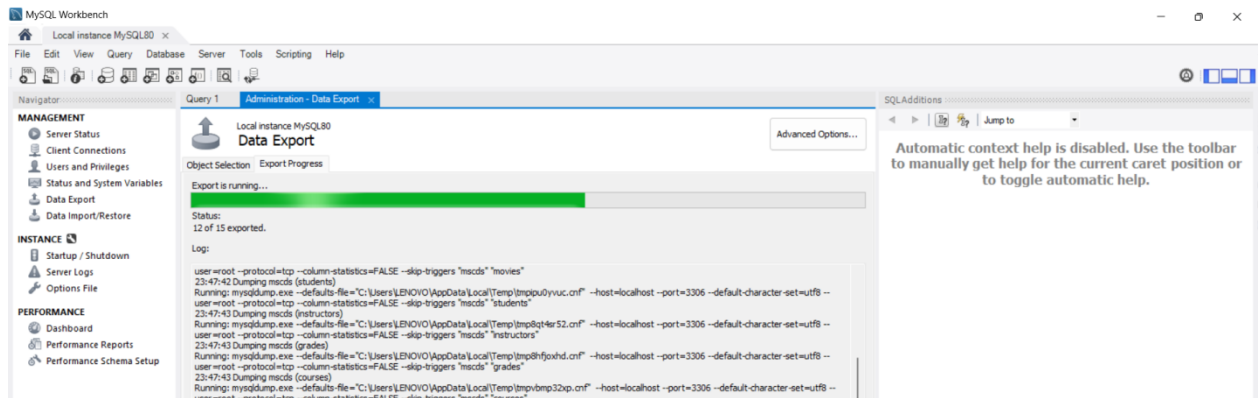 MySQL Workbench
Local instance MySQL80
File Edit View Query Database Server Tools Scripting Help
Navigator
MANAGEMENT
Server Status
Client Connections
Users and Privileges
Status and System Variables
Data Export
Data Import/Restore
INSTANCE
Startup / Shutdown
Server Logs
Options File
PERFORMANCE
Dashboard
Performance Reports
Performance Schema Setup
Query 1 Administration - Data Export
Local instance MySQL80
Data Export
Advanced Options...
Object Selection Export Progress
Export is running...
Status:
12 of 15 exported.
Log:
user=root --protocol=tcp --column-statistics=FALSE --skip-triggers "mscds" "movies"
23:47:42 Dumping mscds (students)
Running: mysqldump.exe --defaults-file="C:\Users\LENOVO\AppData\Local\Temp\tmpipu0yvuc.cnf" --host=localhost --port=3306 --default-character-set=utf8 --
user=root --protocol=tcp --column-statistics=FALSE --skip-triggers "mscds" "students"
23:47:43 Dumping mscds (instructors)
Running: mysqldump.exe --defaults-file="C:\Users\LENOVO\AppData\Local\Temp\tmp8qt4sr52.cnf" --host=localhost --port=3306 --default-character-set=utf8 --
user=root --protocol=tcp --column-statistics=FALSE --skip-triggers "mscds" "instructors"
23:47:43 Dumping mscds (grades)
Running: mysqldump.exe --defaults-file="C:\Users\LENOVO\AppData\Local\Temp\tmp8hfjoxhd.cnf" --host=localhost --port=3306 --default-character-set=utf8 --
user=root --protocol=tcp --column-statistics=FALSE --skip-triggers "mscds" "grades"
23:47:43 Dumping mscds (courses)
Running: mysqldump.exe --defaults-file="C:\Users\LENOVO\AppData\Local\Temp\tmpvbmp32xp.cnf" --host=localhost --port=3306 --default-character-set=utf8 --
user=root --protocol=tcp --column-statistics=FALSE --skip-triggers "mscds" "courses"
SQLAdditions
Jump to
Automatic context help is disabled. Use the toolbar
to manually get help for the current caret position or
to toggle automatic help.